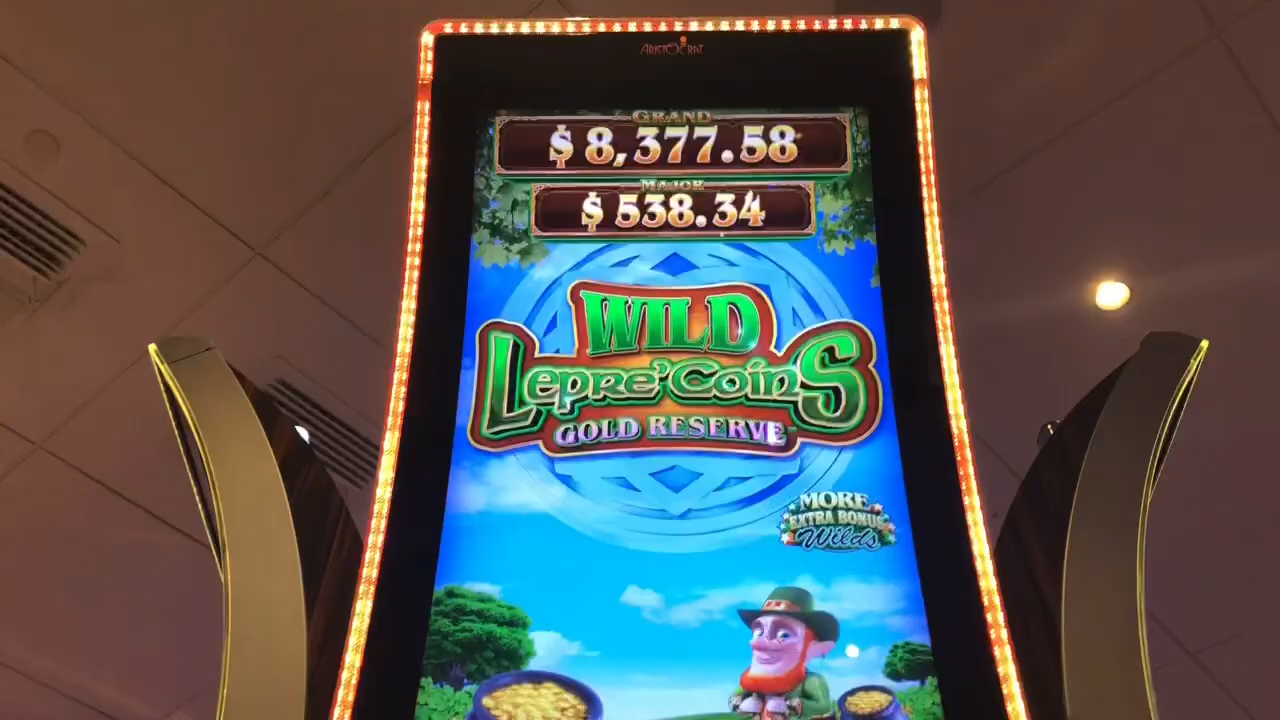 ARISTOCRAT
GRAND
$8,377.58
MAJOR
$538.34
WILD
Lepre'Coins
GOLD RESERVE
MORE
EXTRA BONUS
Wilds